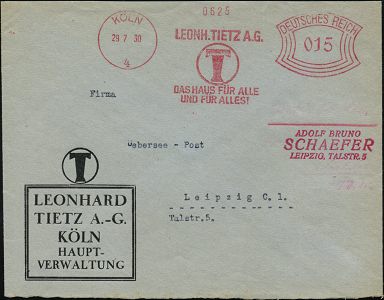 0625
KÖLN
29.7.30
4
LEONH. TIETZ A.G.
T
DAS HAUS FÜR ALLE
UND FÜR ALLES!
DEUTSCHES REICH
015
Firma
Uebersee - Post
ADOLF BRUNO
SCHAEFER
LEIPZIG, TALSTR. 5
Leipzig C.1.
Talstr.5.
T
LEONHARD
TIETZ A.-G.
KÖLN
HAUPT-
VERWALTUNG